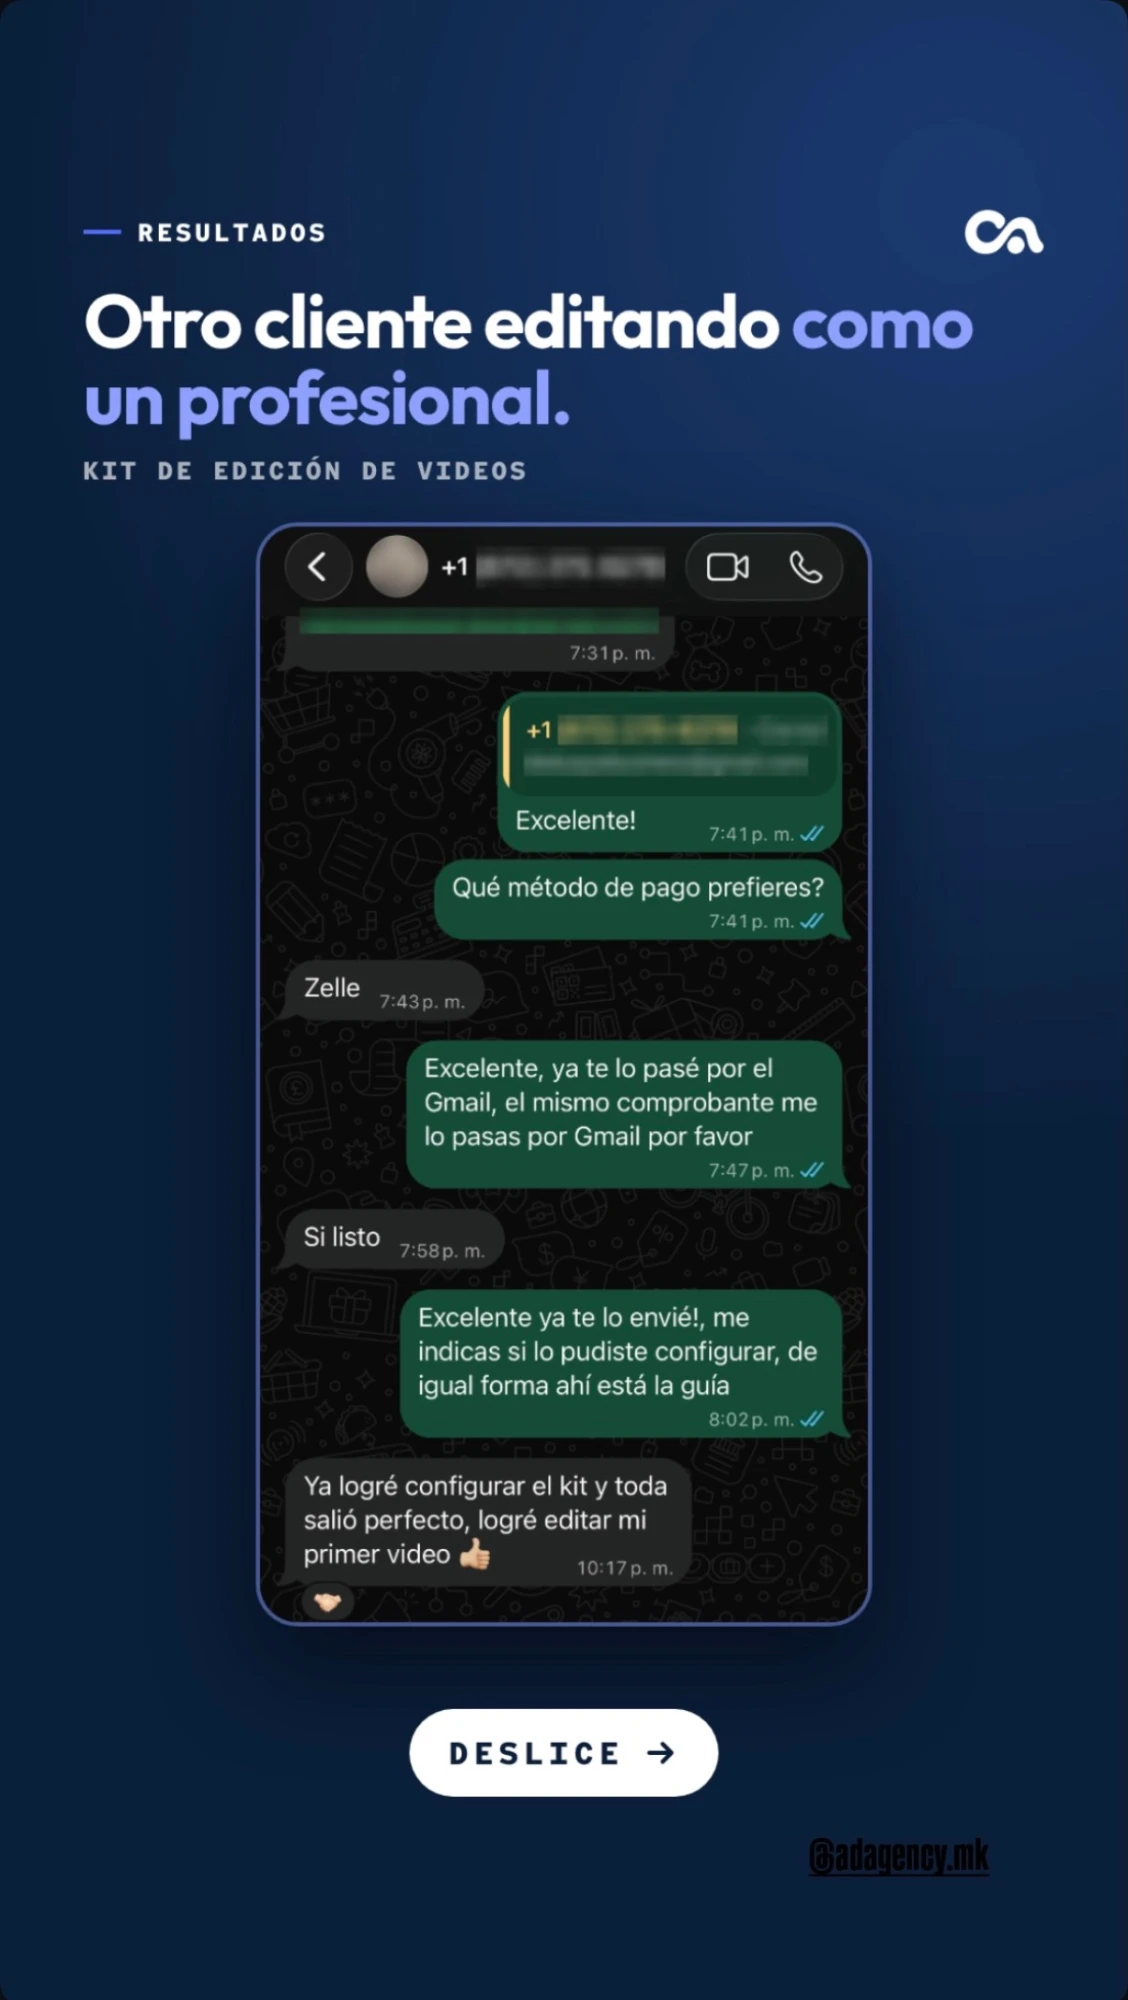 RESULTADOS
Otro cliente editando como
un profesional.
KIT DE EDICIÓN DE VIDEOS
+1
7:31 p. m.
+1
Excelente!
7:41 p. m.
Qué método de pago prefieres?
7:41 p. m.
Zelle
7:43 p. m.
Excelente, ya te lo pasé por el
Gmail, el mismo comprobante me
lo pasas por Gmail por favor
7:47 p. m.
Si listo
7:58 p. m.
Excelente ya te lo envié!, me
indicas si lo pudiste configurar, de
igual forma ahí está la guía
8:02 p. m.
Ya logré configurar el kit y toda
salió perfecto, logré editar mi
primer video 👍🏼
10:17 p. m.
DESLICE →
@adagency.mk